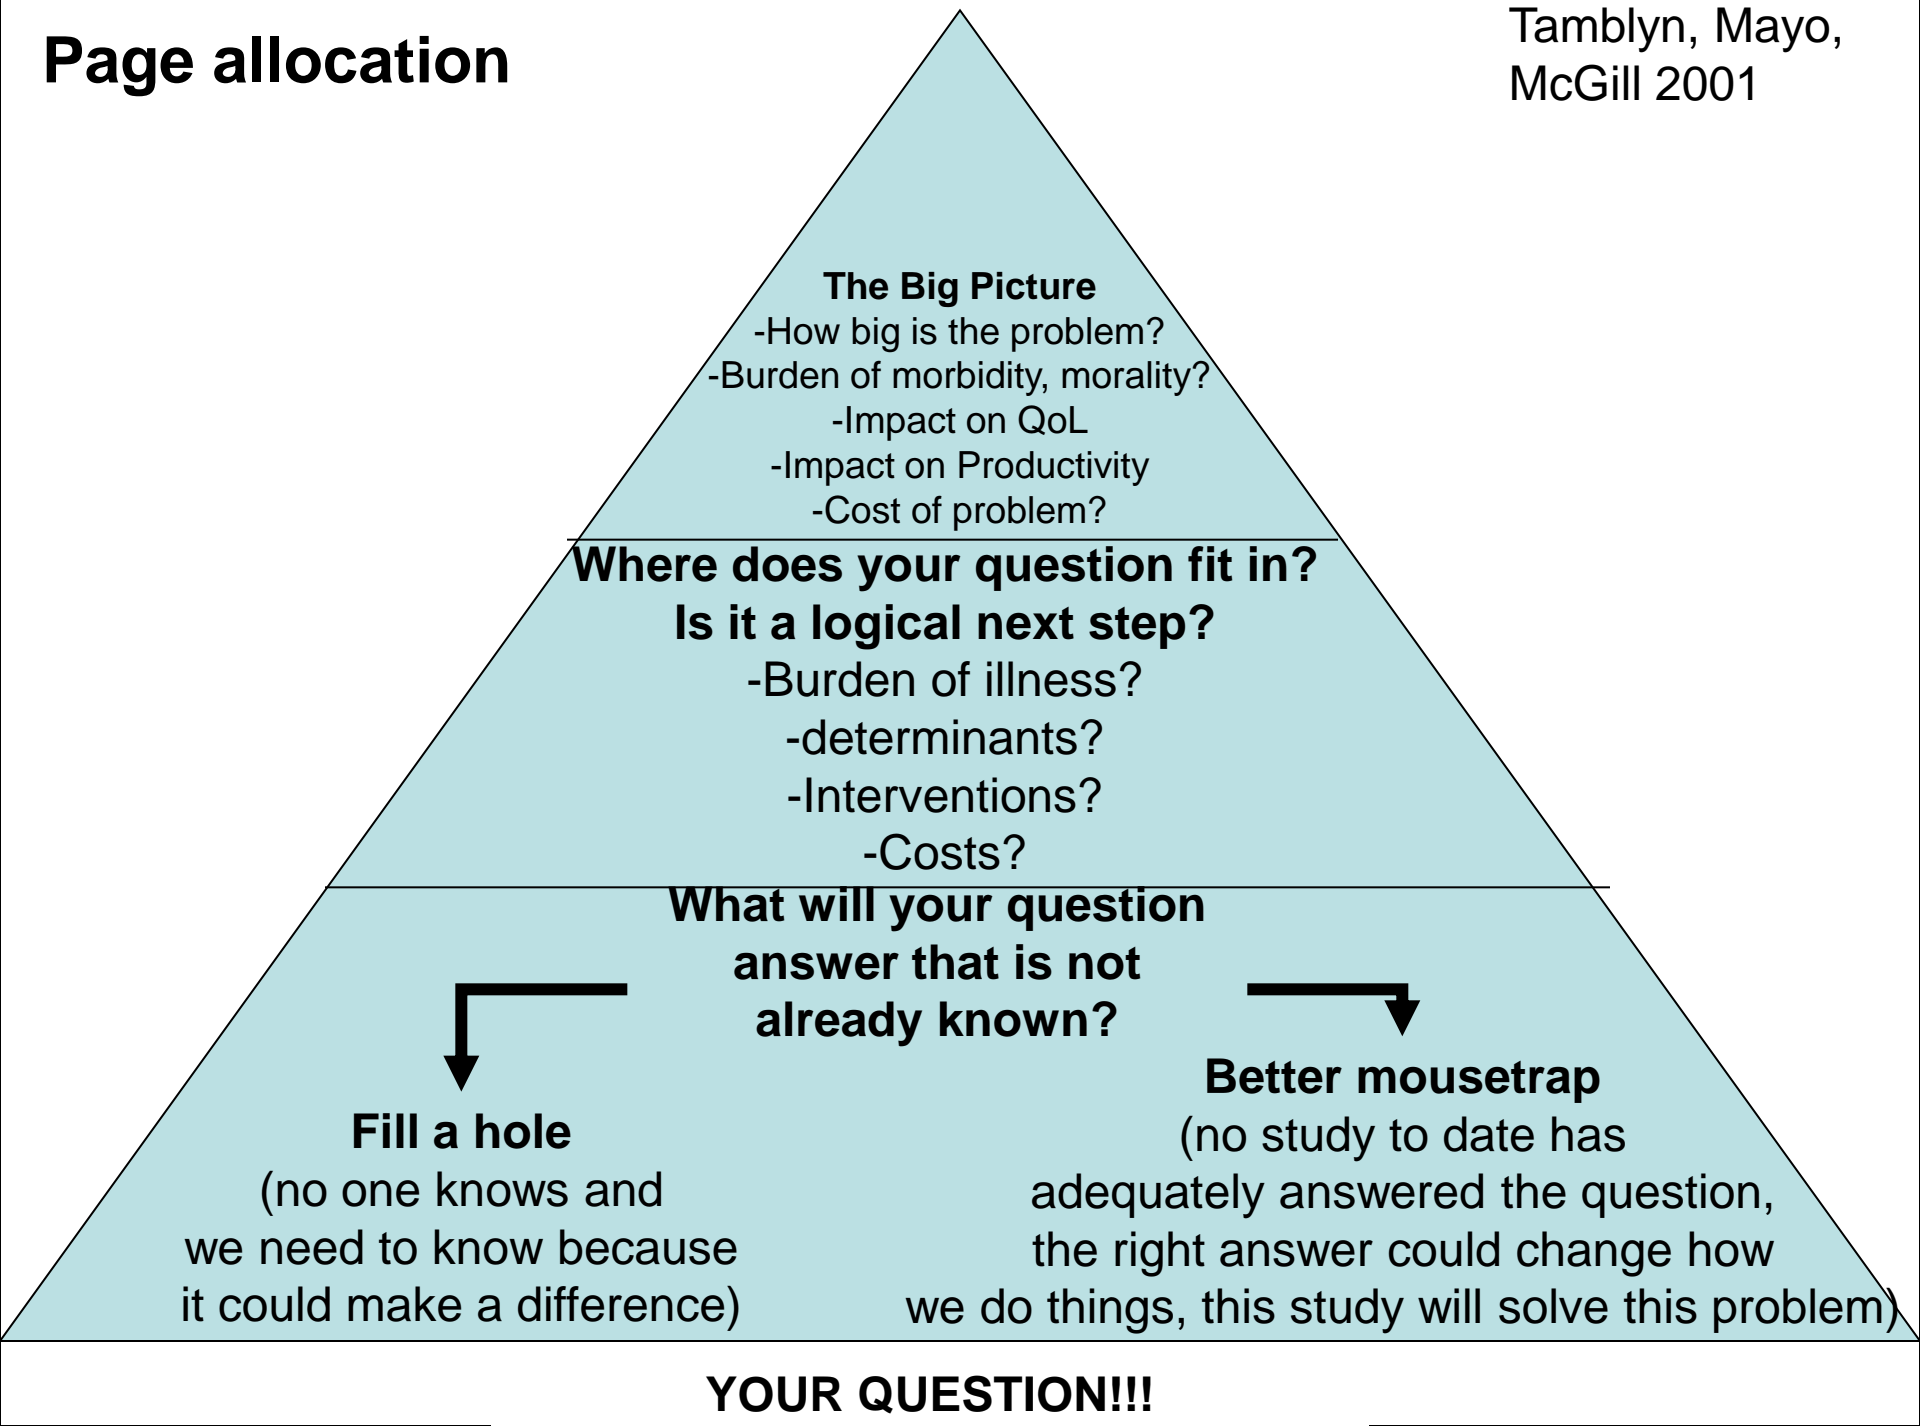 Page allocation
Tamblyn, Mayo,
McGill 2001
The Big Picture
-How big is the problem?
-Burden of morbidity, morality?
-Impact on QoL
-Impact on Productivity
-Cost of problem?
Where does your question fit in?
Is it a logical next step?
-Burden of illness?
-determinants?
-Interventions?
-Costs?
What will your question
answer that is not
already known?
Fill a hole
(no one knows and
we need to know because
it could make a difference)
Better mousetrap
(no study to date has
adequately answered the question,
the right answer could change how
we do things, this study will solve this problem)
YOUR QUESTION!!!